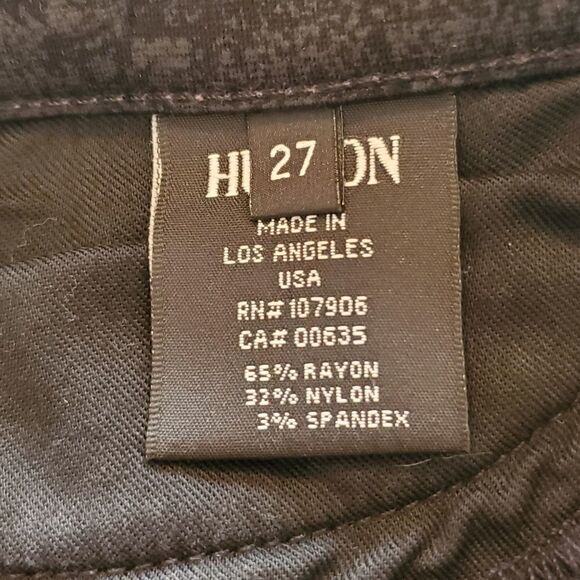 27
HU ON
MADE IN
LOS ANGELES
USA
RN# 107906
CA# 00635
65% RAYON
32% NYLON
3% SPANDEX